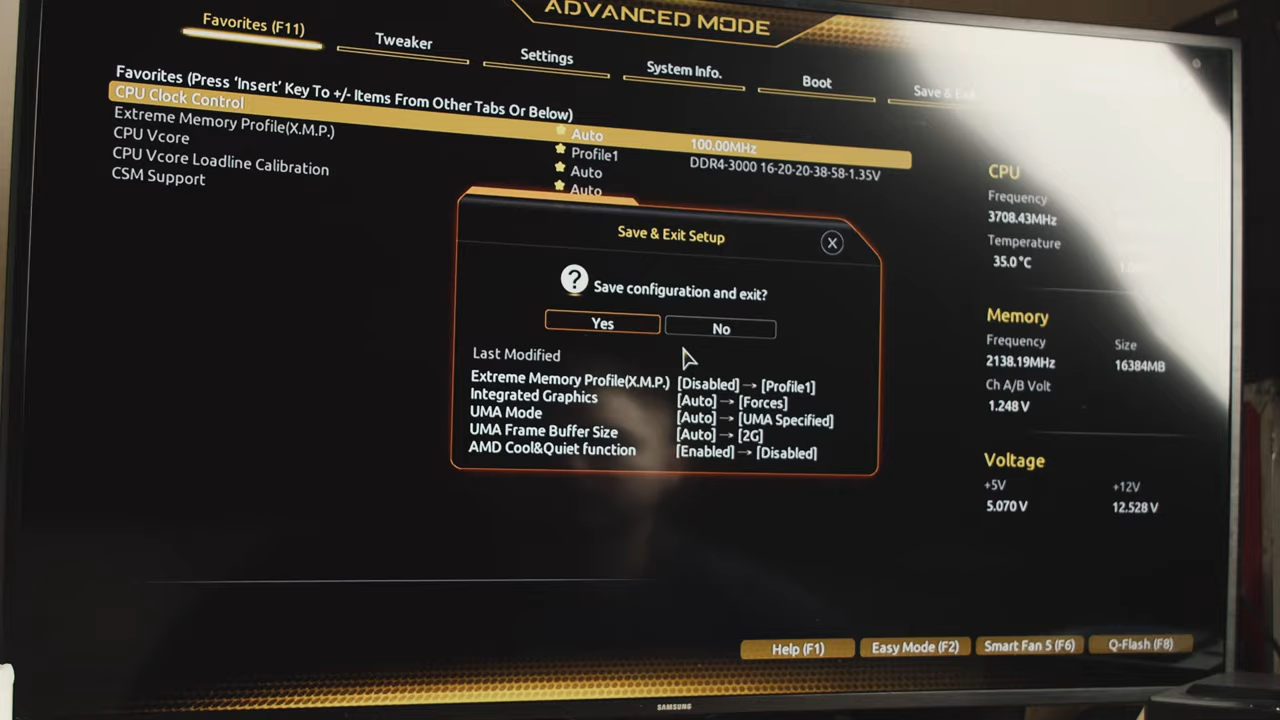 ADVANCED MODE
Favorites (F11)
Tweaker
Settings
System Info.
Boot
Save & Exit
Favorites (Press 'Insert' Key To +/- Items From Other Tabs Or Below)
CPU Clock Control Auto 100.00MHz
Extreme Memory Profile(X.M.P.) Profile1 DDR4-3000 16-20-20-38-58-1.35V
CPU Vcore Auto
CPU Vcore Loadline Calibration Auto
CSM Support
Save & Exit Setup
X
? Save configuration and exit?
Yes No
Last Modified
Extreme Memory Profile(X.M.P.) [Disabled] → [Profile1]
Integrated Graphics [Auto] → [Forces]
UMA Mode [Auto] → [UMA Specified]
UMA Frame Buffer Size [Auto] → [2G]
AMD Cool&Quiet function [Enabled] → [Disabled]
CPU
Frequency
3708.43MHz
Temperature
35.0°C
Memory
Frequency Size
2138.19MHz 16384MB
Ch A/B Volt
1.248 V
Voltage
+5V +12V
5.070 V 12.528 V
Help (F1) Easy Mode (F2) Smart Fan 5 (F6) Q-Flash (F8)
SAMSUNG